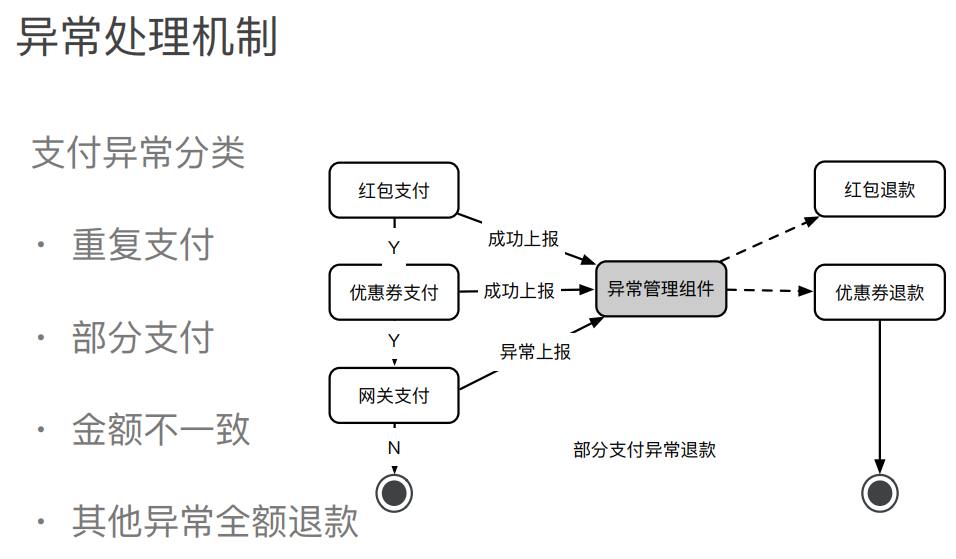 异常处理机制
支付异常分类
· 重复支付
· 部分支付
· 金额不一致
· 其他异常全额退款
红包支付
Y
优惠券支付
Y
网关支付
N
成功上报
成功上报
异常上报
异常管理组件
红包退款
优惠券退款
部分支付异常退款